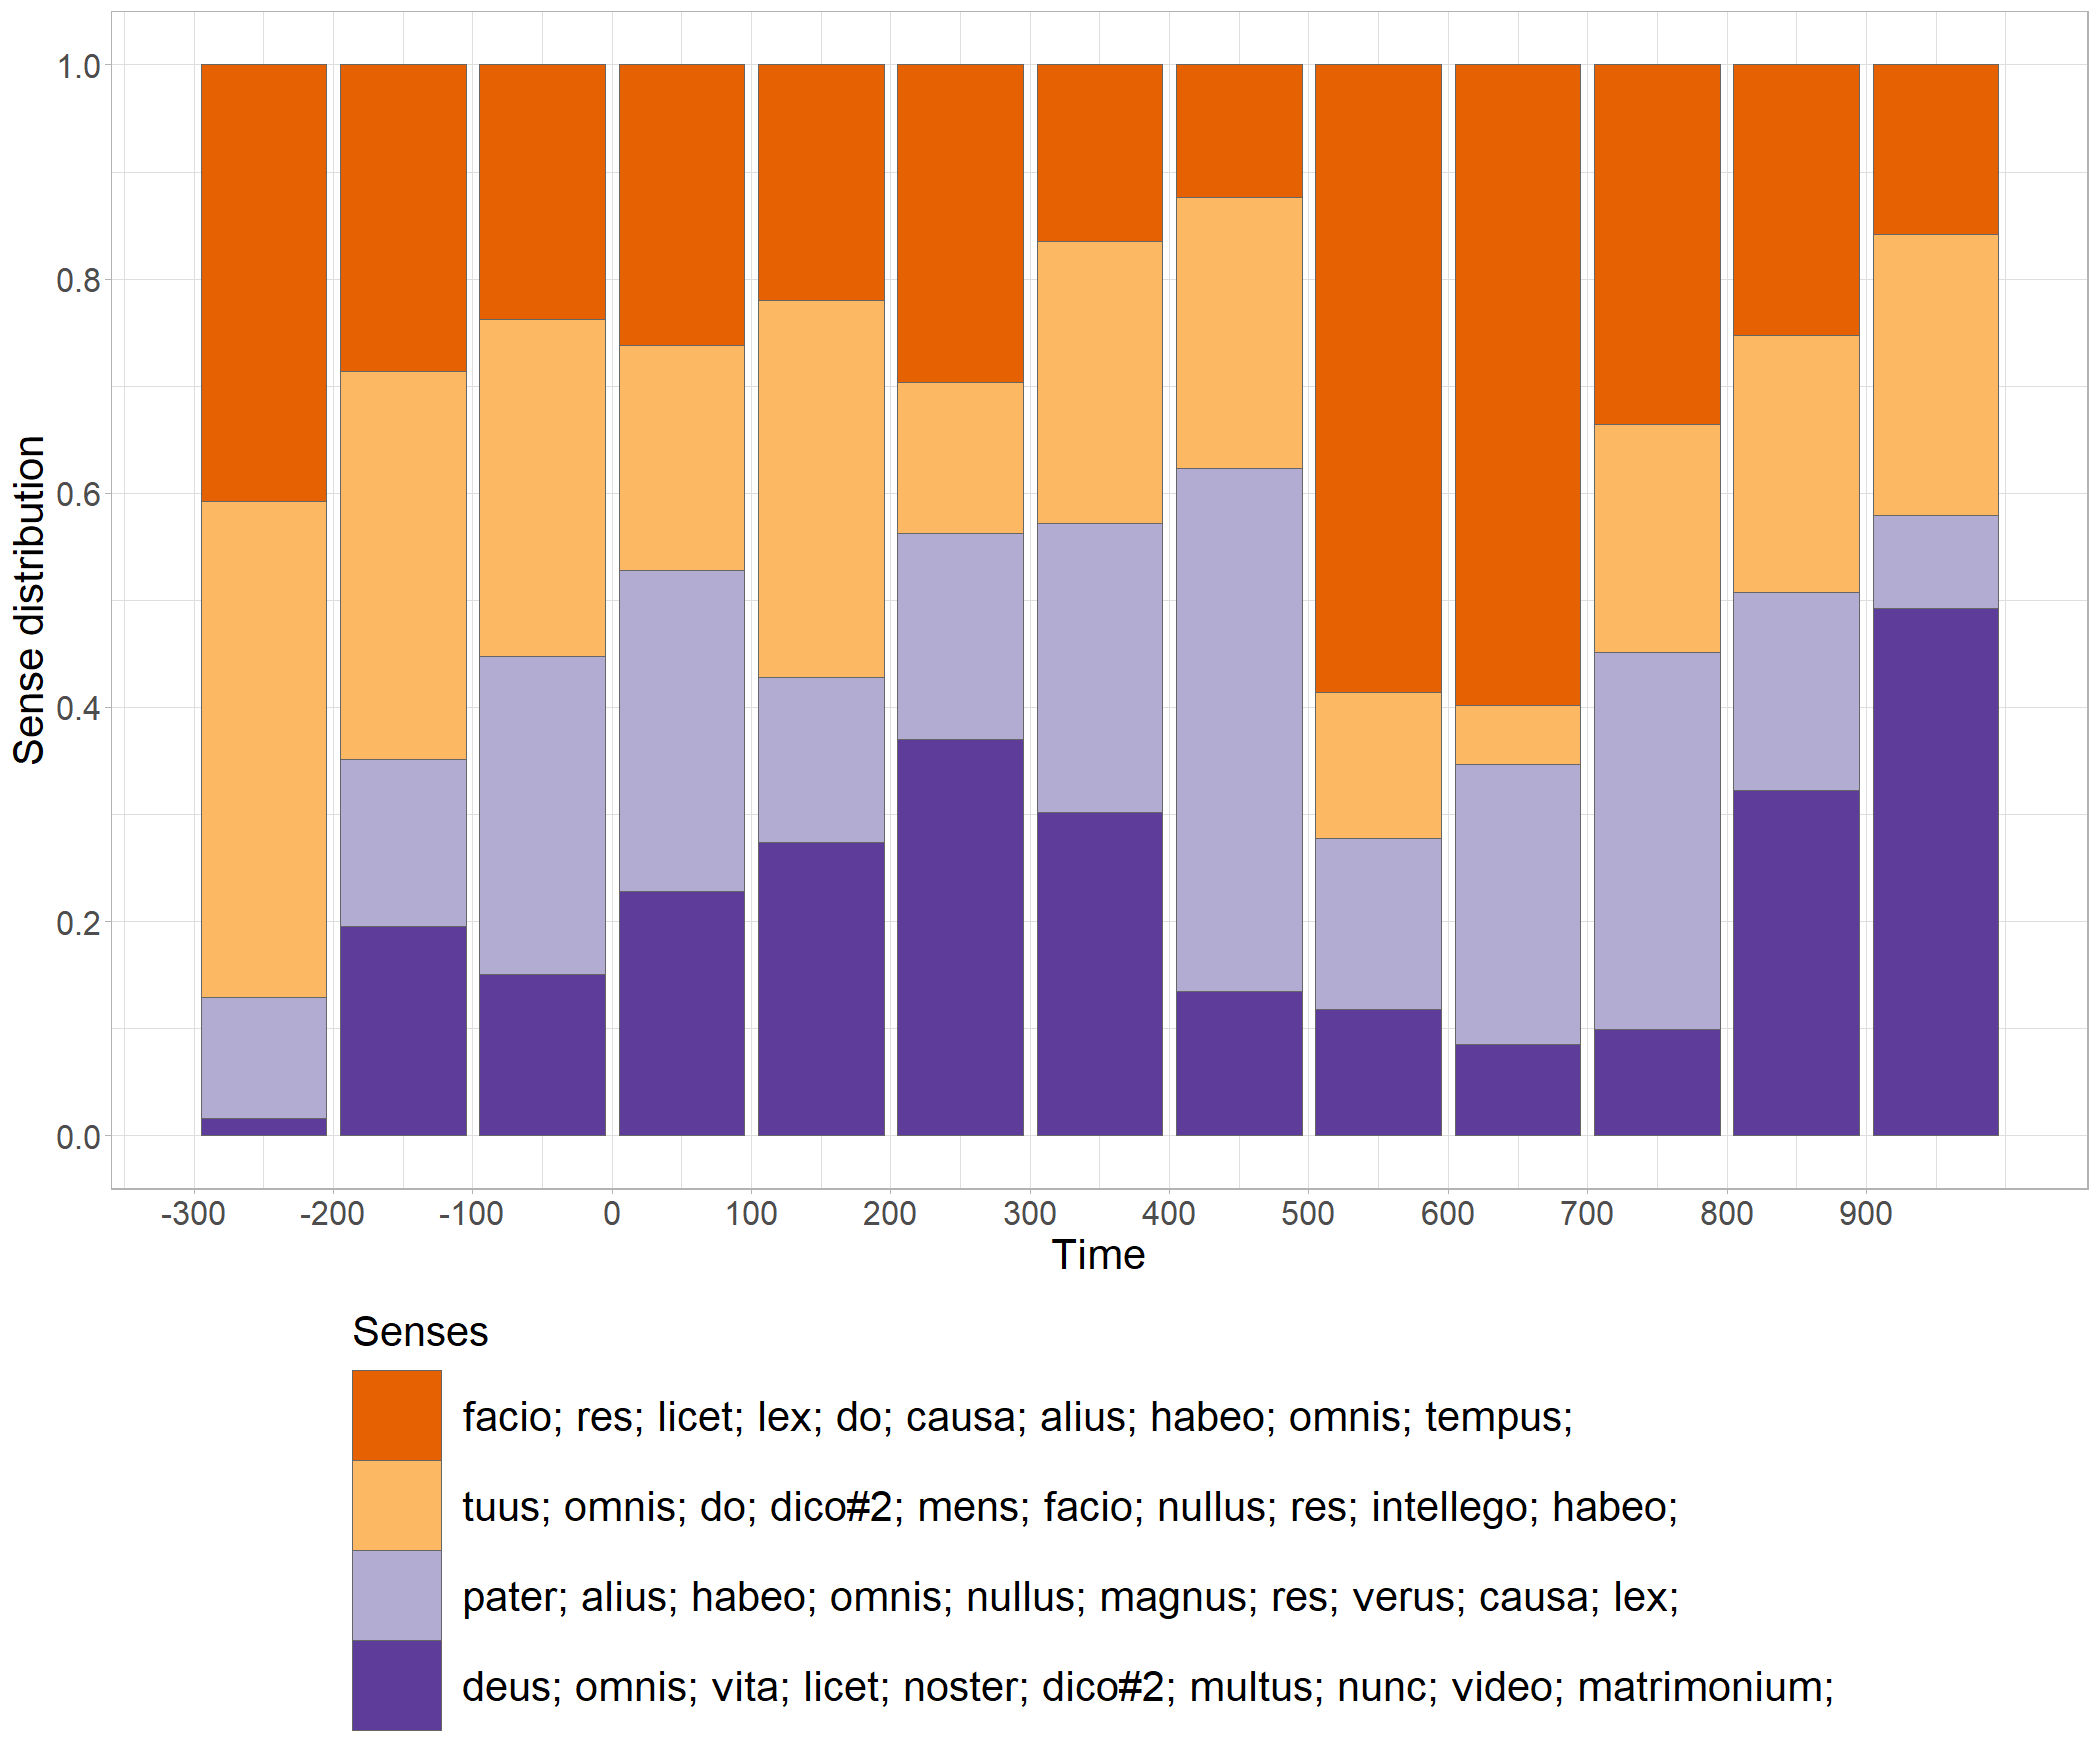 1.0
0.8
0.6
0.4
0.2
0.0
Sense distribution
-300 -200 -100 0 100 200 300 400 500 600 700 800 900
Time
Senses
facio; res; licet; lex; do; causa; alius; habeo; omnis; tempus;
tuus; omnis; do; dico#2; mens; facio; nullus; res; intellego; habeo;
pater; alius; habeo; omnis; nullus; magnus; res; verus; causa; lex;
deus; omnis; vita; licet; noster; dico#2; multus; nunc; video; matrimonium;